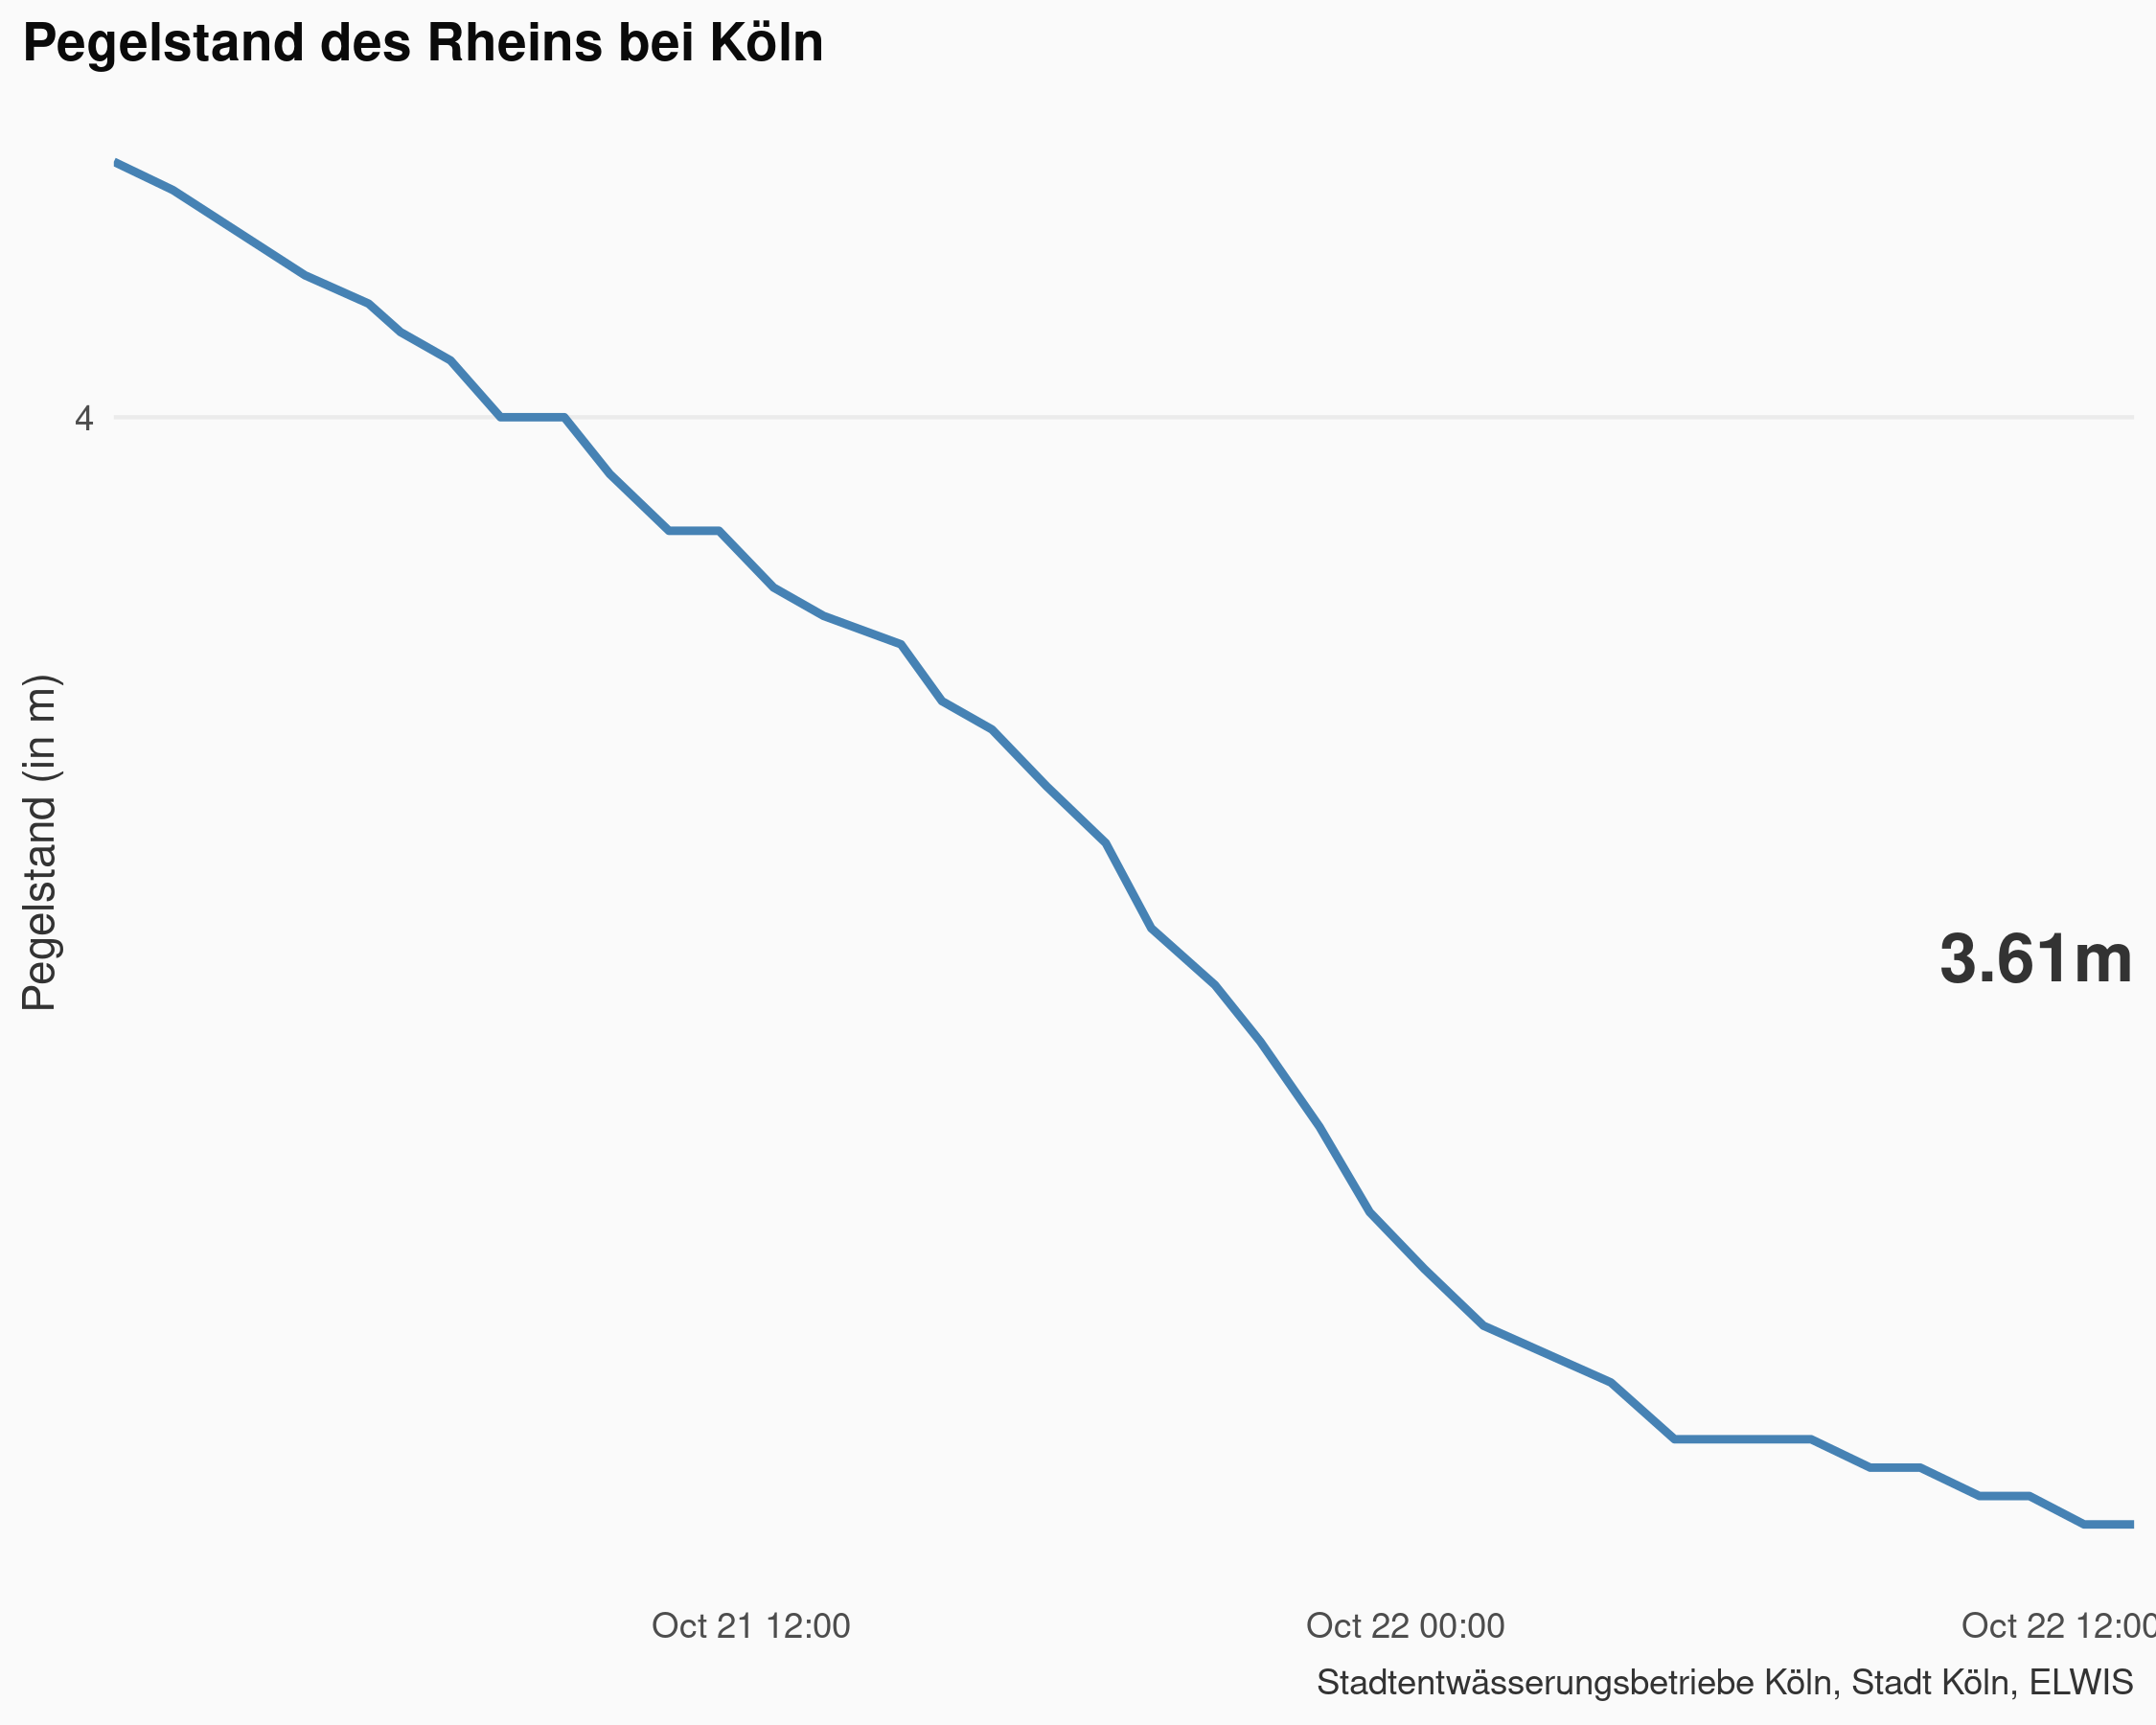 Pegelstand des Rheins bei Köln
4
Pegelstand (in m)
3.61m
Oct 21 12:00
Oct 22 00:00
Oct 22 12:00
Stadtentwässerungsbetriebe Köln, Stadt Köln, ELWIS